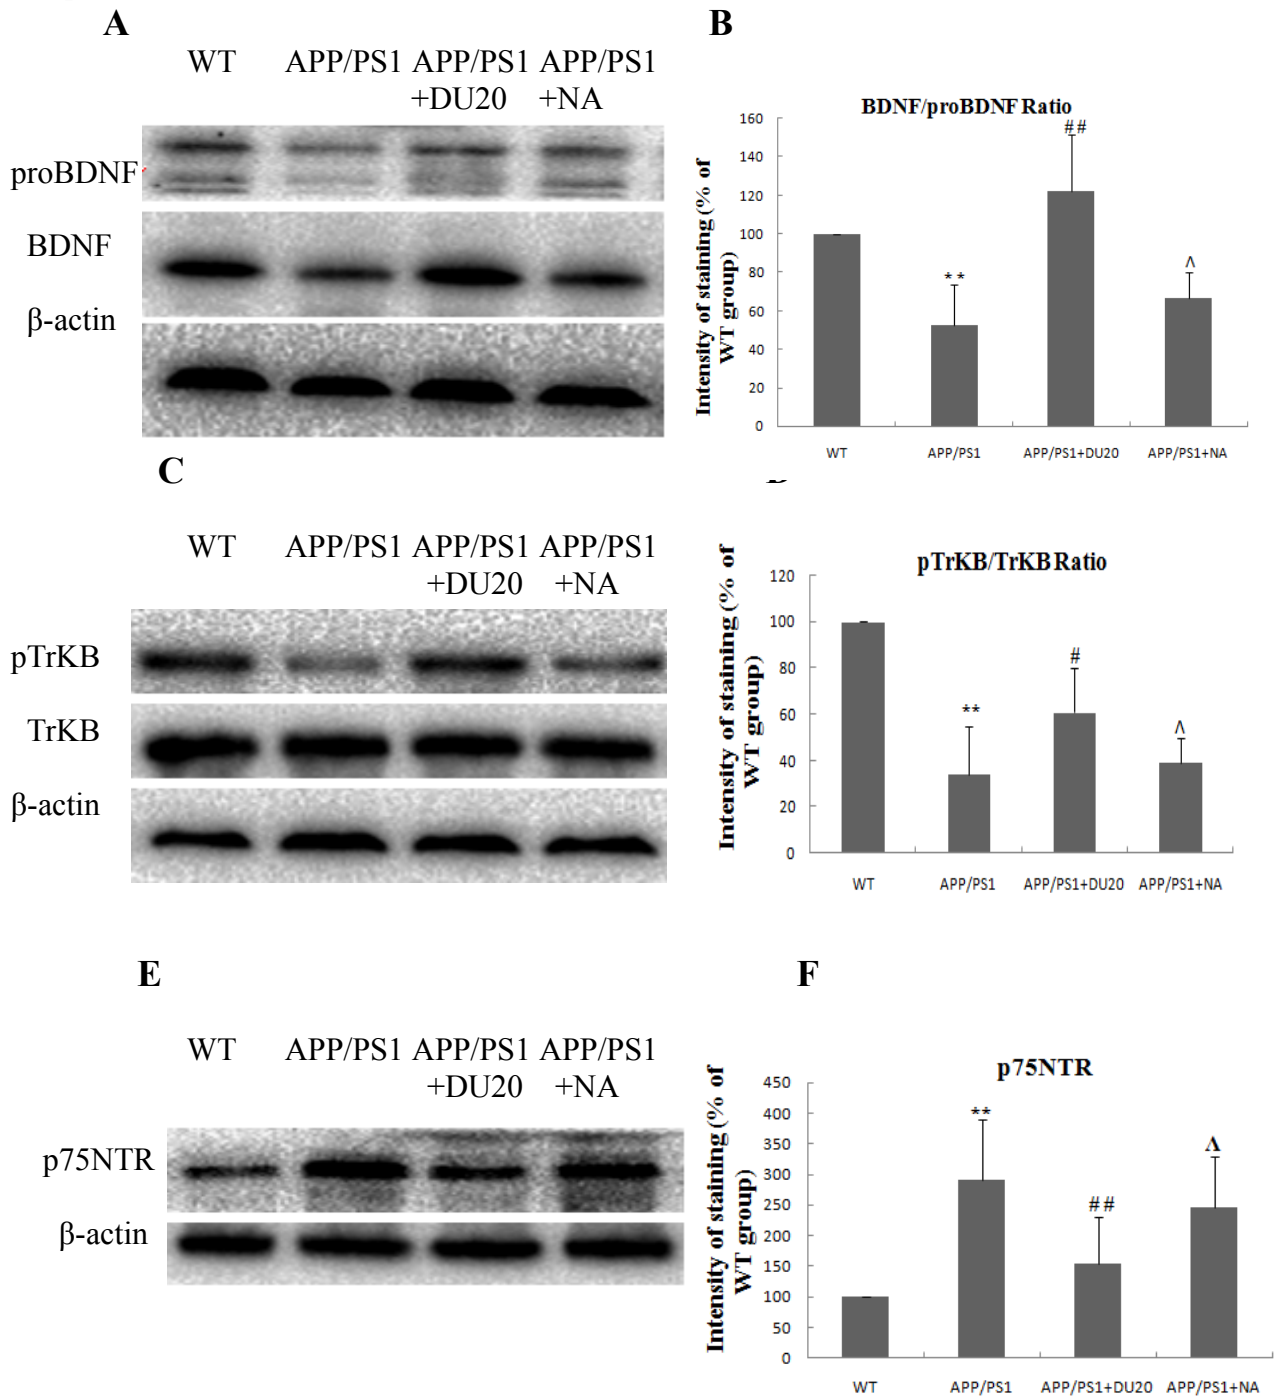 A
WT APP/PS1 APP/PS1 APP/PS1
+DU20 +NA
proBDNF
BDNF
β-actin
B
BDNF/proBDNF Ratio
Intensity of staining (% of
WT group)
160
140
120
100
80
60
40
20
0
**
##
^
WT APP/PS1 APP/PS1+DU20 APP/PS1+NA
C
WT APP/PS1 APP/PS1 APP/PS1
+DU20 +NA
pTrKB
TrKB
β-actin
pTrKB/TrKB Ratio
Intensity of staining (% of
WT group)
120
100
80
60
40
20
0
**
#
^
WT APP/PS1 APP/PS1+DU20 APP/PS1+NA
E
WT APP/PS1 APP/PS1 APP/PS1
+DU20 +NA
p75NTR
β-actin
F
p75NTR
Intensity of staining (% of
WT group)
450
400
350
300
250
200
150
100
50
0
**
##
^
WT APP/PS1 APP/PS1+DU20 APP/PS1+NA